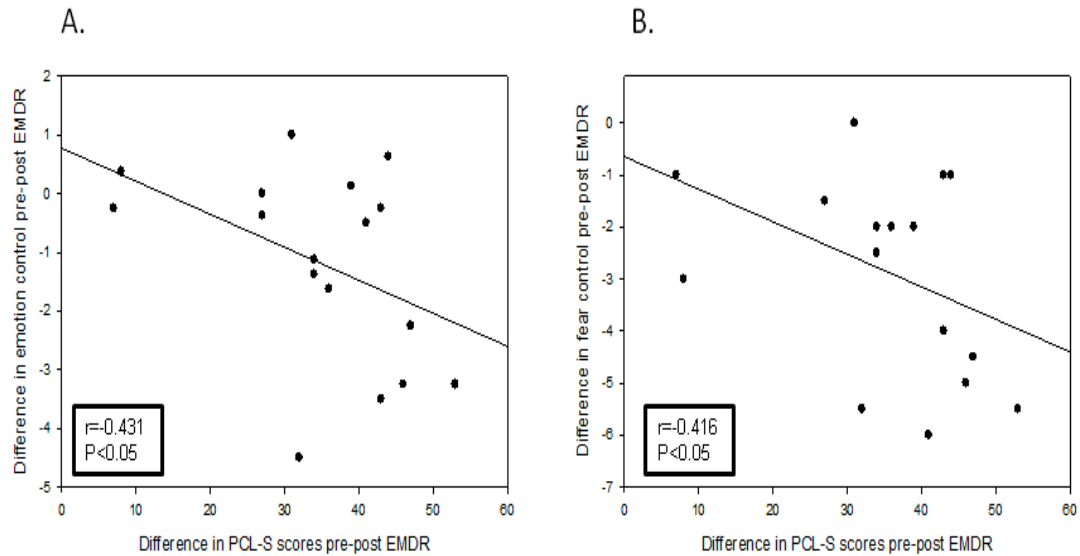 A.
Difference in emotion control pre-post EMDR
2
1
0
-1
-2
-3
-4
-5
r=-0.431
P<0.05
0 10 20 30 40 50 60
Difference in PCL-S scores pre-post EMDR
B.
Difference in fear control pre-post EMDR
0
-1
-2
-3
-4
-5
-6
-7
r=-0.416
P<0.05
0 10 20 30 40 50 60
Difference in PCL-S scores pre-post EMDR